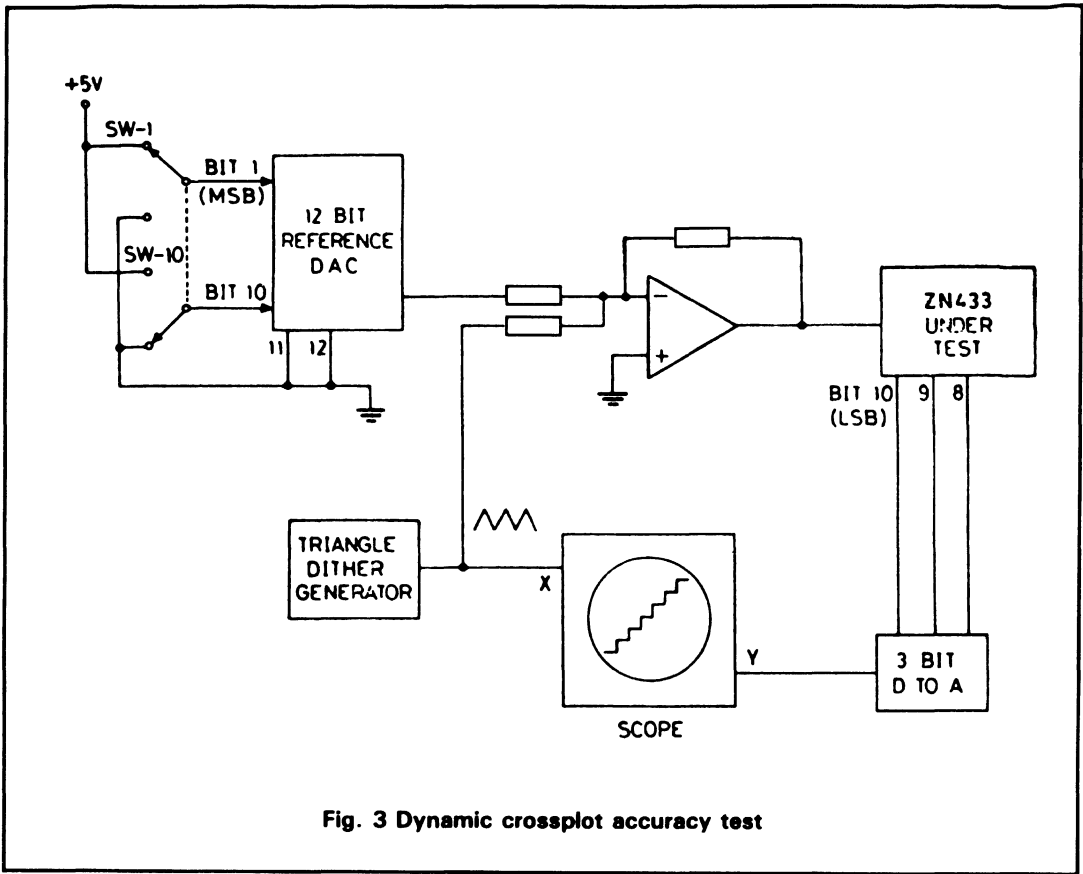 +5V
SW-1
BIT 1
(MSB)
SW-10
BIT 10
12 BIT
REFERENCE
DAC
11
12
−
+
ZN433
UNDER
TEST
BIT 10
(LSB)
9
8
TRIANGLE
DITHER
GENERATOR
X
Y
SCOPE
3 BIT
D TO A
Fig. 3 Dynamic crossplot accuracy test